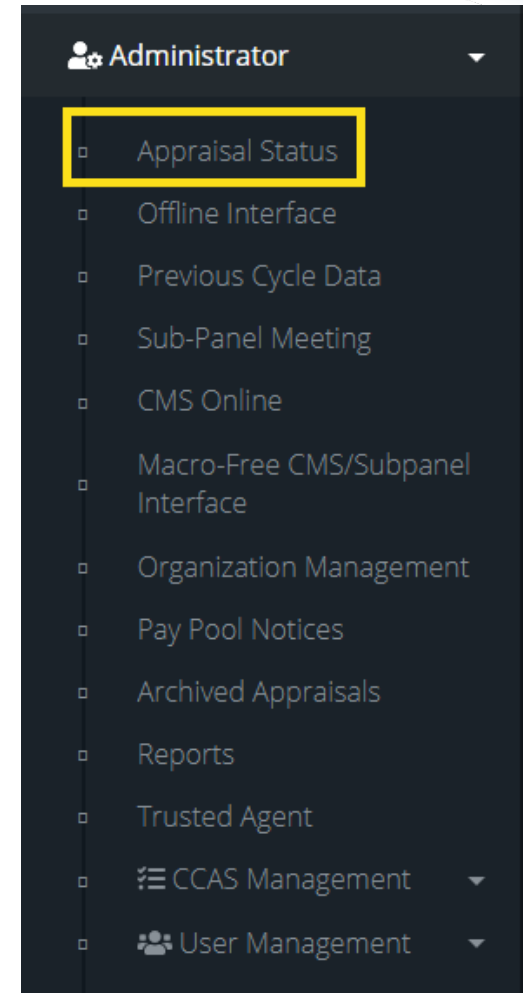 Administrator
Appraisal Status
Offline Interface
Previous Cycle Data
Sub-Panel Meeting
CMS Online
Macro-Free CMS/Subpanel
Interface
Organization Management
Pay Pool Notices
Archived Appraisals
Reports
Trusted Agent
CCAS Management
User Management